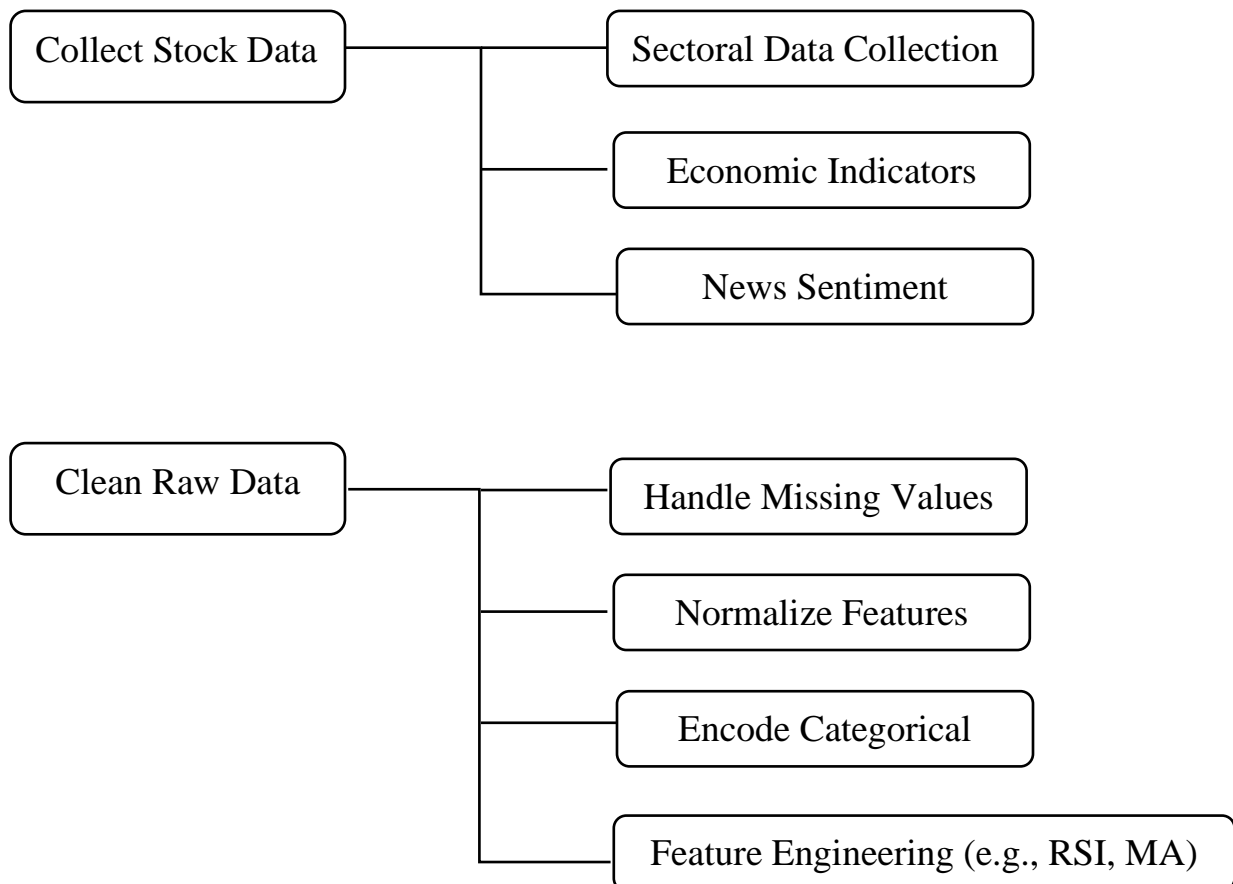 Collect Stock Data
Sectoral Data Collection
Economic Indicators
News Sentiment
Clean Raw Data
Handle Missing Values
Normalize Features
Encode Categorical
Feature Engineering (e.g., RSI, MA)